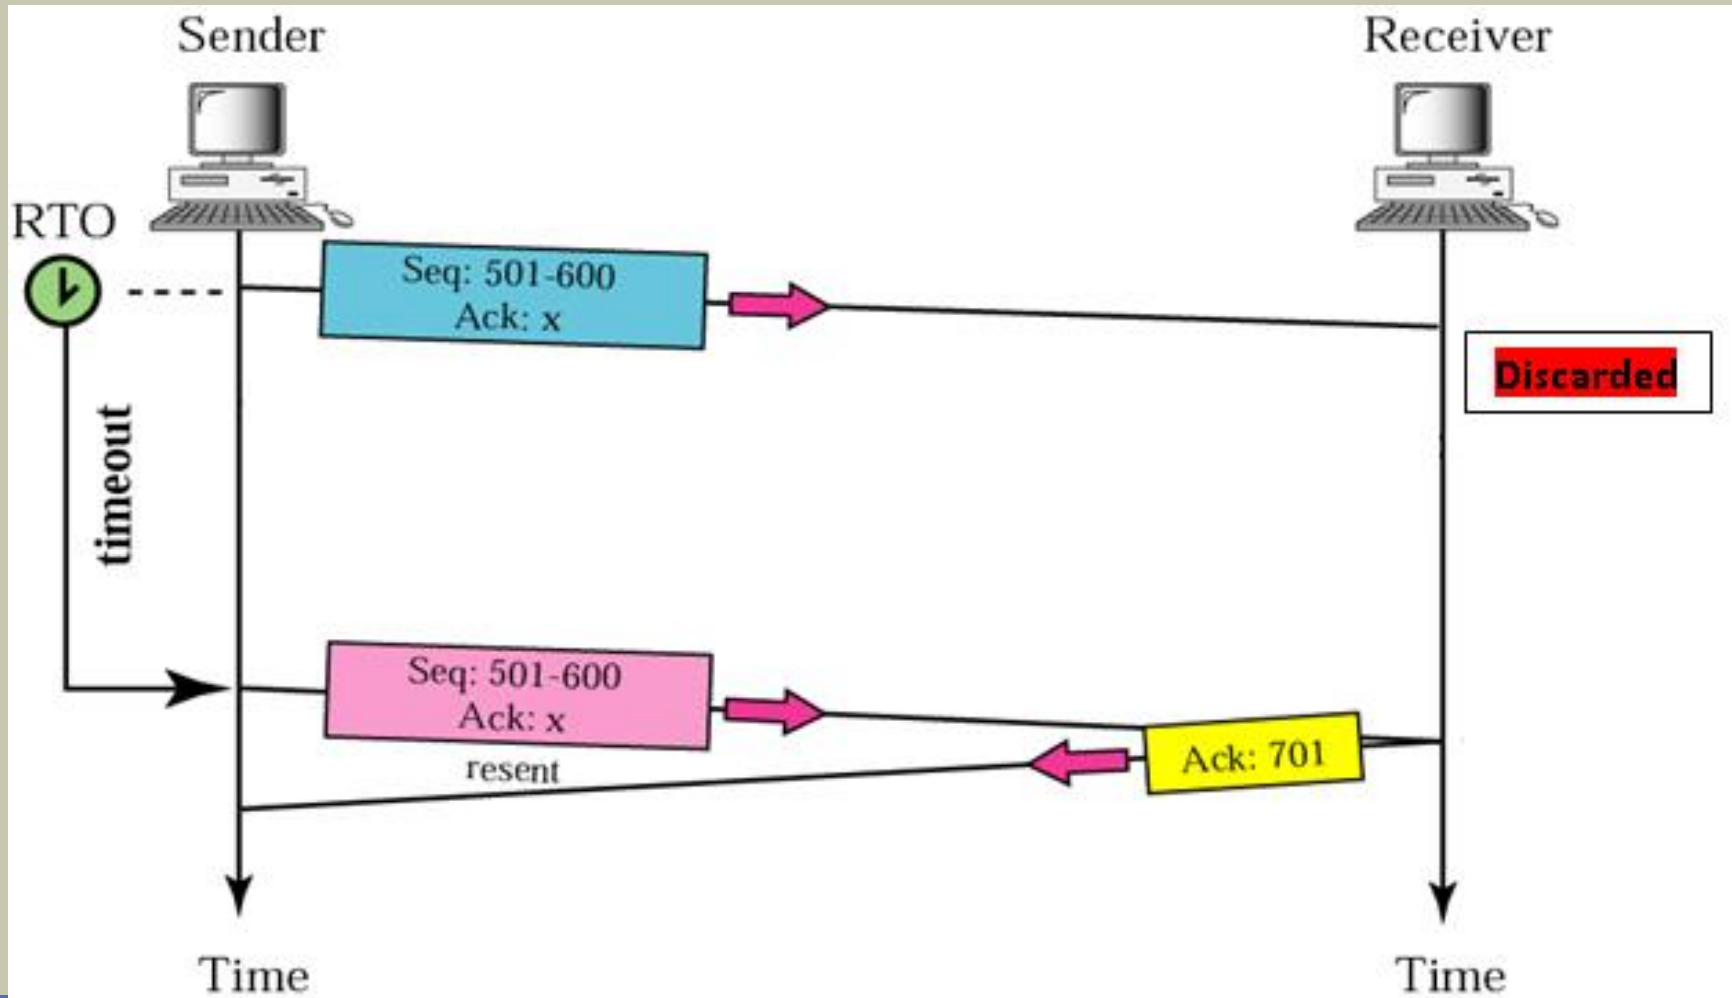 Sender
Receiver
RTO
Seq: 501-600
Ack: x
Discarded
timeout
Seq: 501-600
Ack: x
resent
Ack: 701
Time
Time